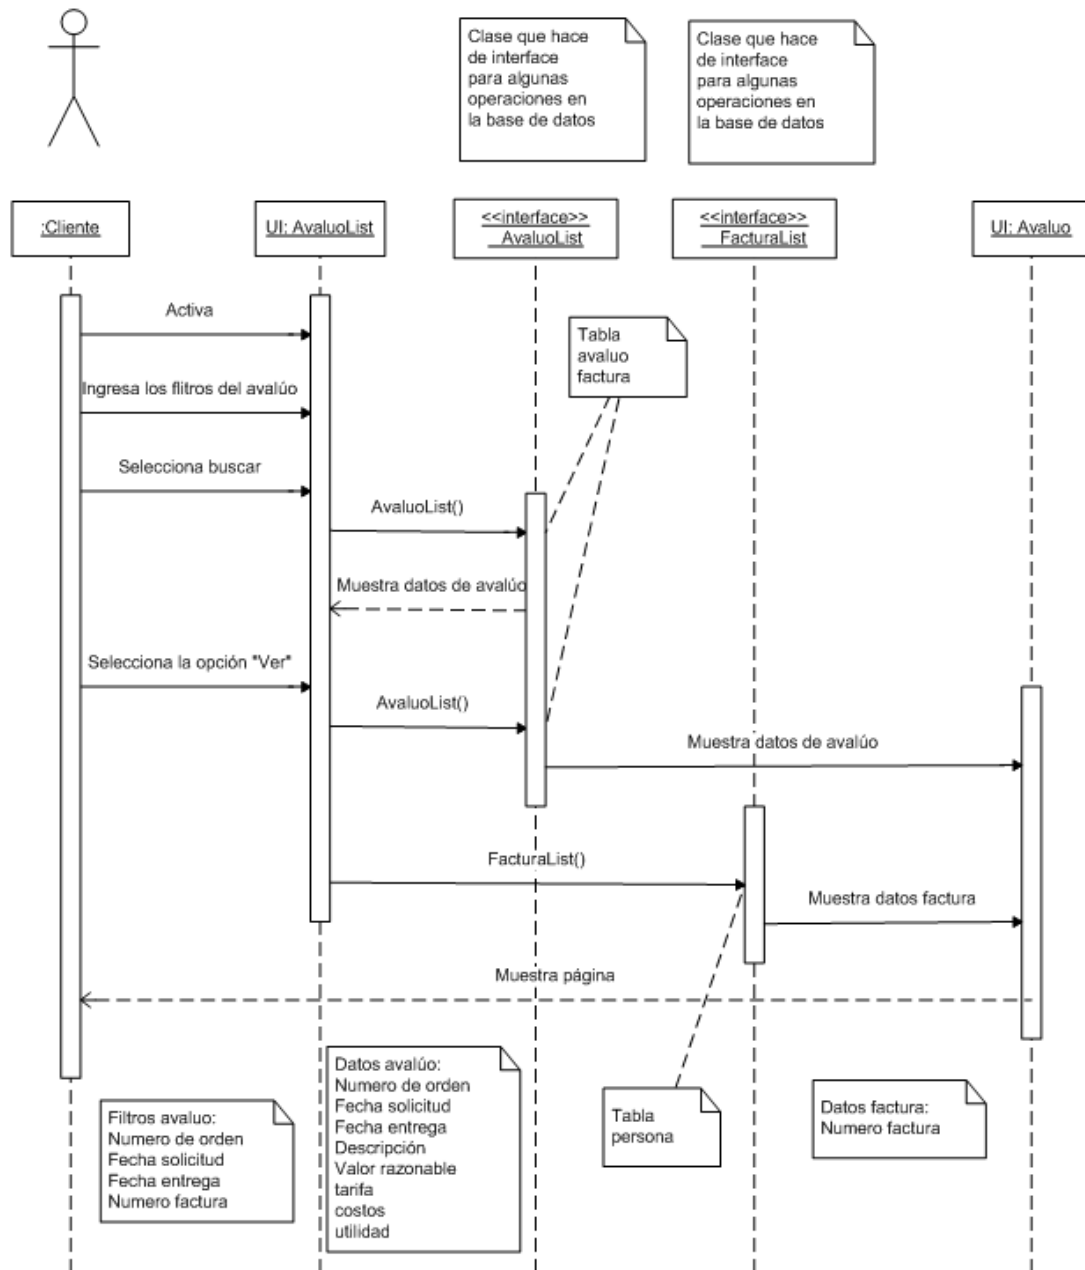 Clase que hace
de interface
para algunas
operaciones en
la base de datos
Clase que hace
de interface
para algunas
operaciones en
la base de datos
:Cliente
UI: AvaluoList
<<interface>>
AvaluoList
<<interface>>
FacturaList
UI: Avaluo
Activa
Tabla
avaluo
factura
Ingresa los flitros del avalúo
Selecciona buscar
AvaluoList()
Muestra datos de avalúo
Selecciona la opción "Ver"
AvaluoList()
Muestra datos de avalúo
FacturaList()
Muestra datos factura
Muestra página
Filtros avaluo:
Numero de orden
Fecha solicitud
Fecha entrega
Numero factura
Datos avalúo:
Numero de orden
Fecha solicitud
Fecha entrega
Descripción
Valor razonable
tarifa
costos
utilidad
Tabla
persona
Datos factura:
Numero factura